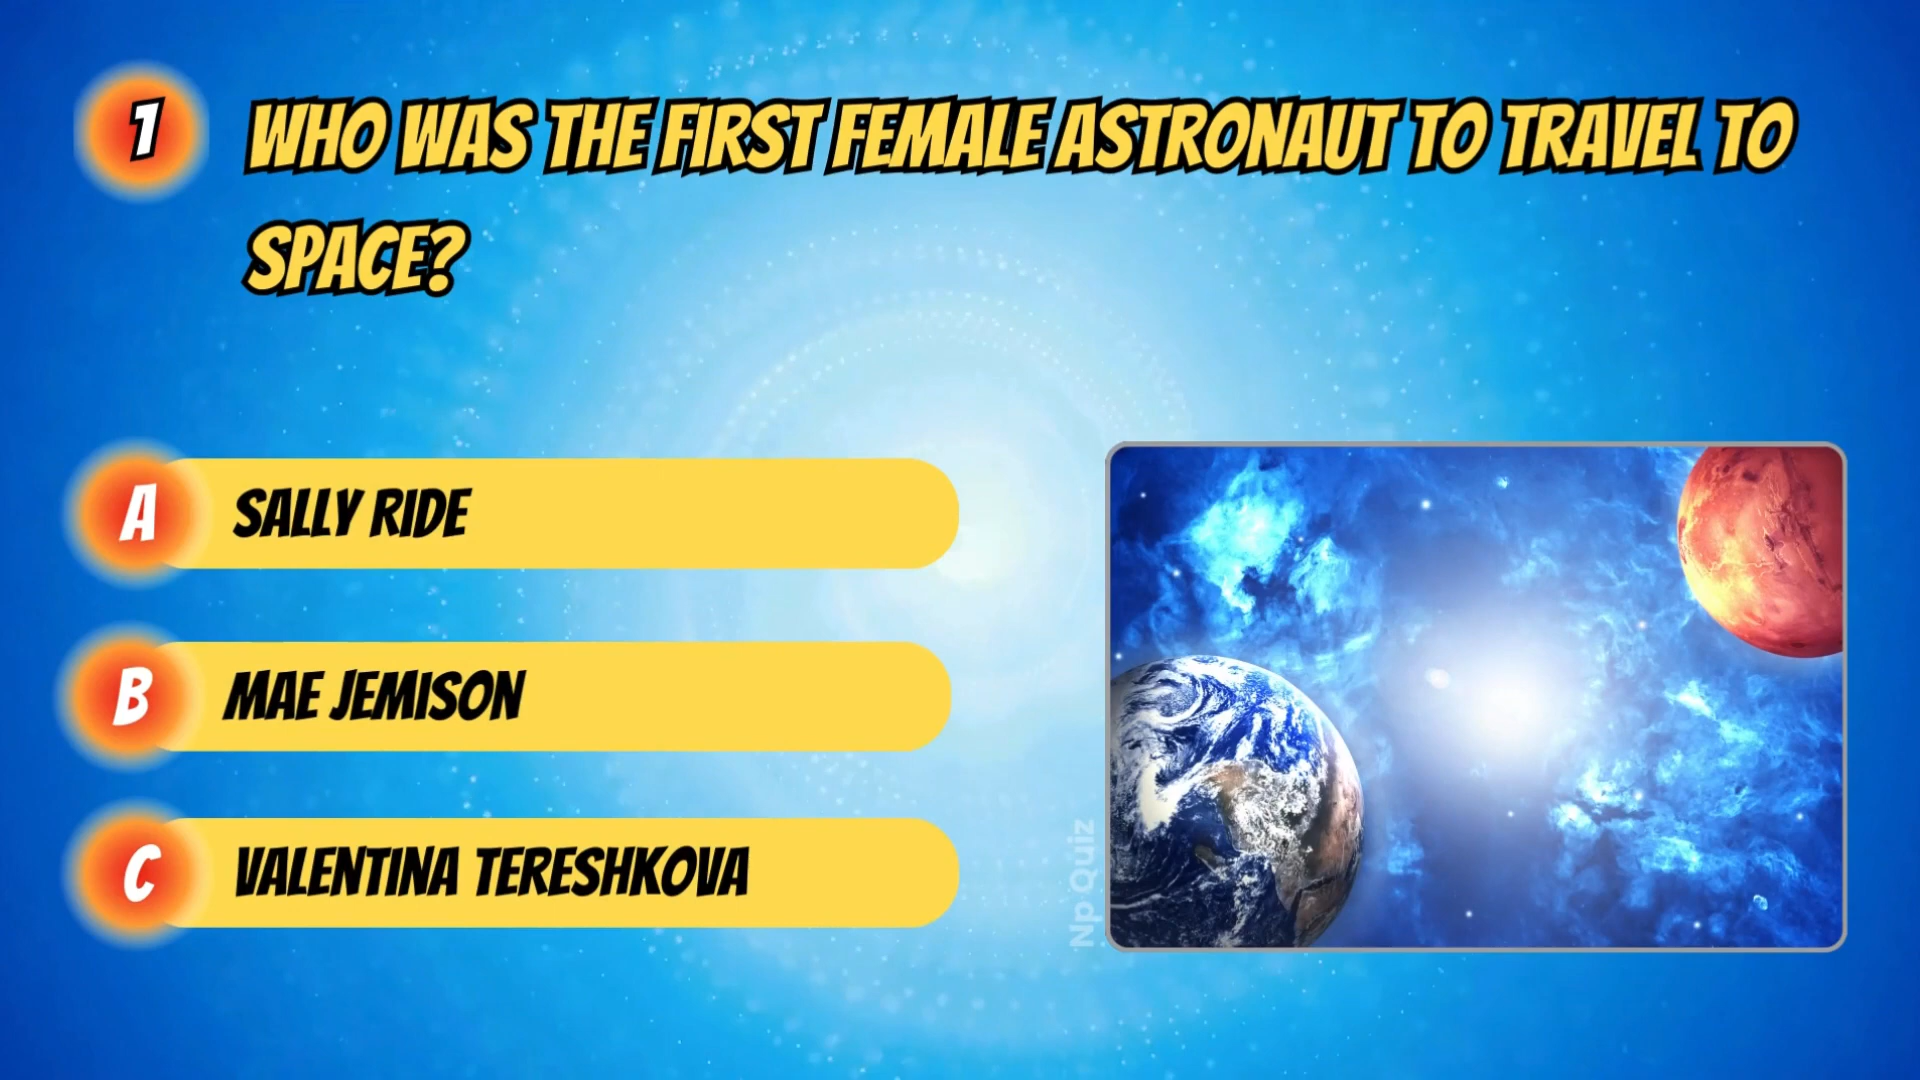 1
WHO WAS THE FIRST FEMALE ASTRONAUT TO TRAVEL TO
SPACE?
A SALLY RIDE
B MAE JEMISON
C VALENTINA TERESHKOVA
Np Quiz